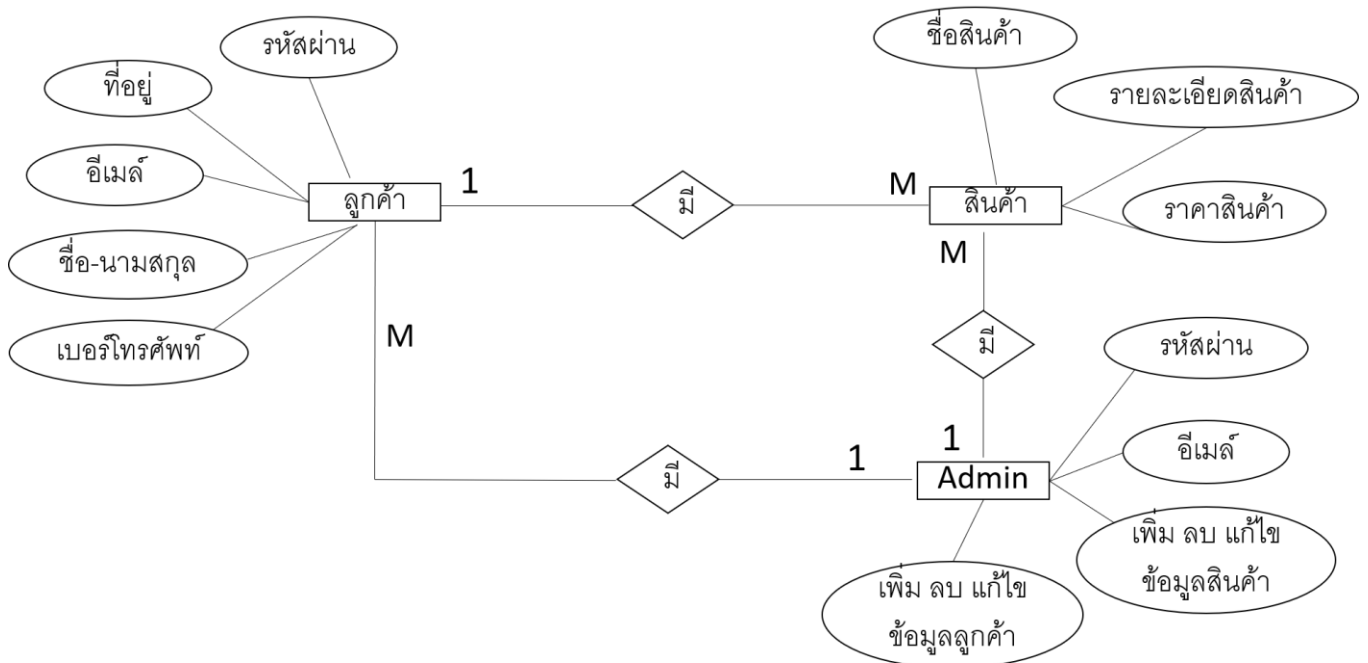 ชื่อสินค้า
รหัสผ่าน
ที่อยู่
รายละเอียดสินค้า
อีเมล์
1
มี
M
ลูกค้า
สินค้า
ราคาสินค้า
M
ชื่อ-นามสกุล
M
เบอร์โทรศัพท์
มี
รหัสผ่าน
1
อีเมล์
1
มี
Admin
เพิ่ม ลบ แก้ไข
ข้อมูลสินค้า
เพิ่ม ลบ แก้ไข
ข้อมูลลูกค้า